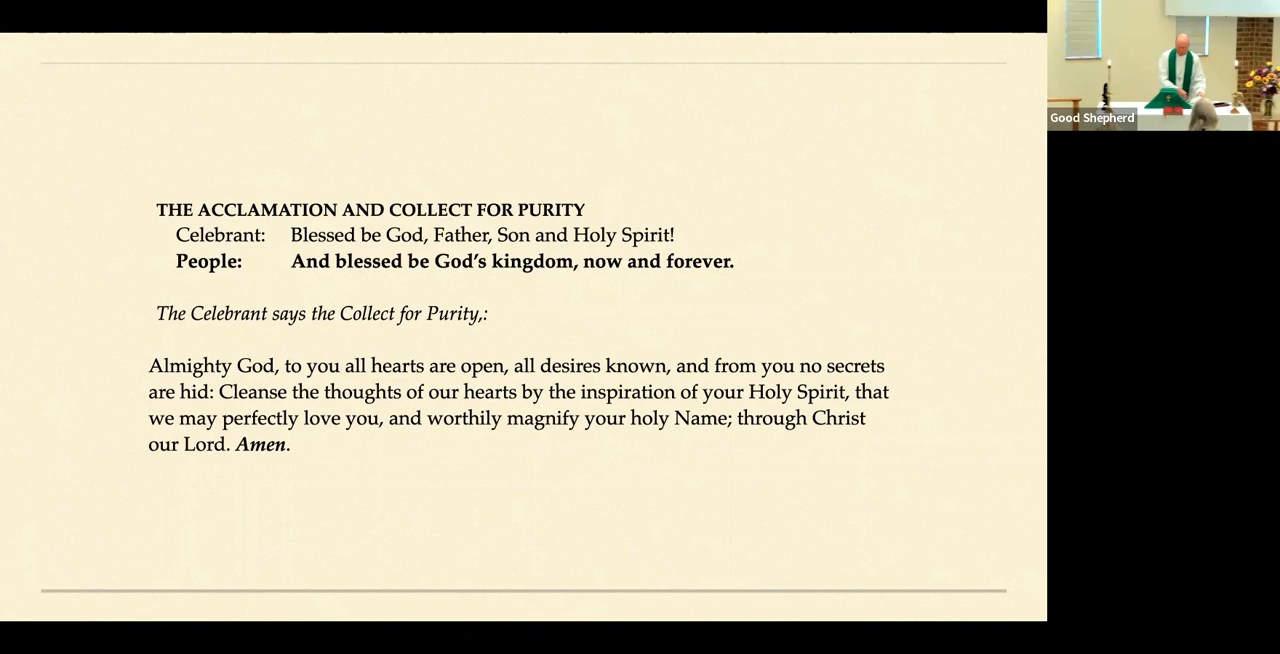 THE ACCLAMATION AND COLLECT FOR PURITY
Celebrant: Blessed be God, Father, Son and Holy Spirit!
People: And blessed be God’s kingdom, now and forever.
The Celebrant says the Collect for Purity,:
Almighty God, to you all hearts are open, all desires known, and from you no secrets
are hid: Cleanse the thoughts of our hearts by the inspiration of your Holy Spirit, that
we may perfectly love you, and worthily magnify your holy Name; through Christ
our Lord. Amen.
Good Shepherd